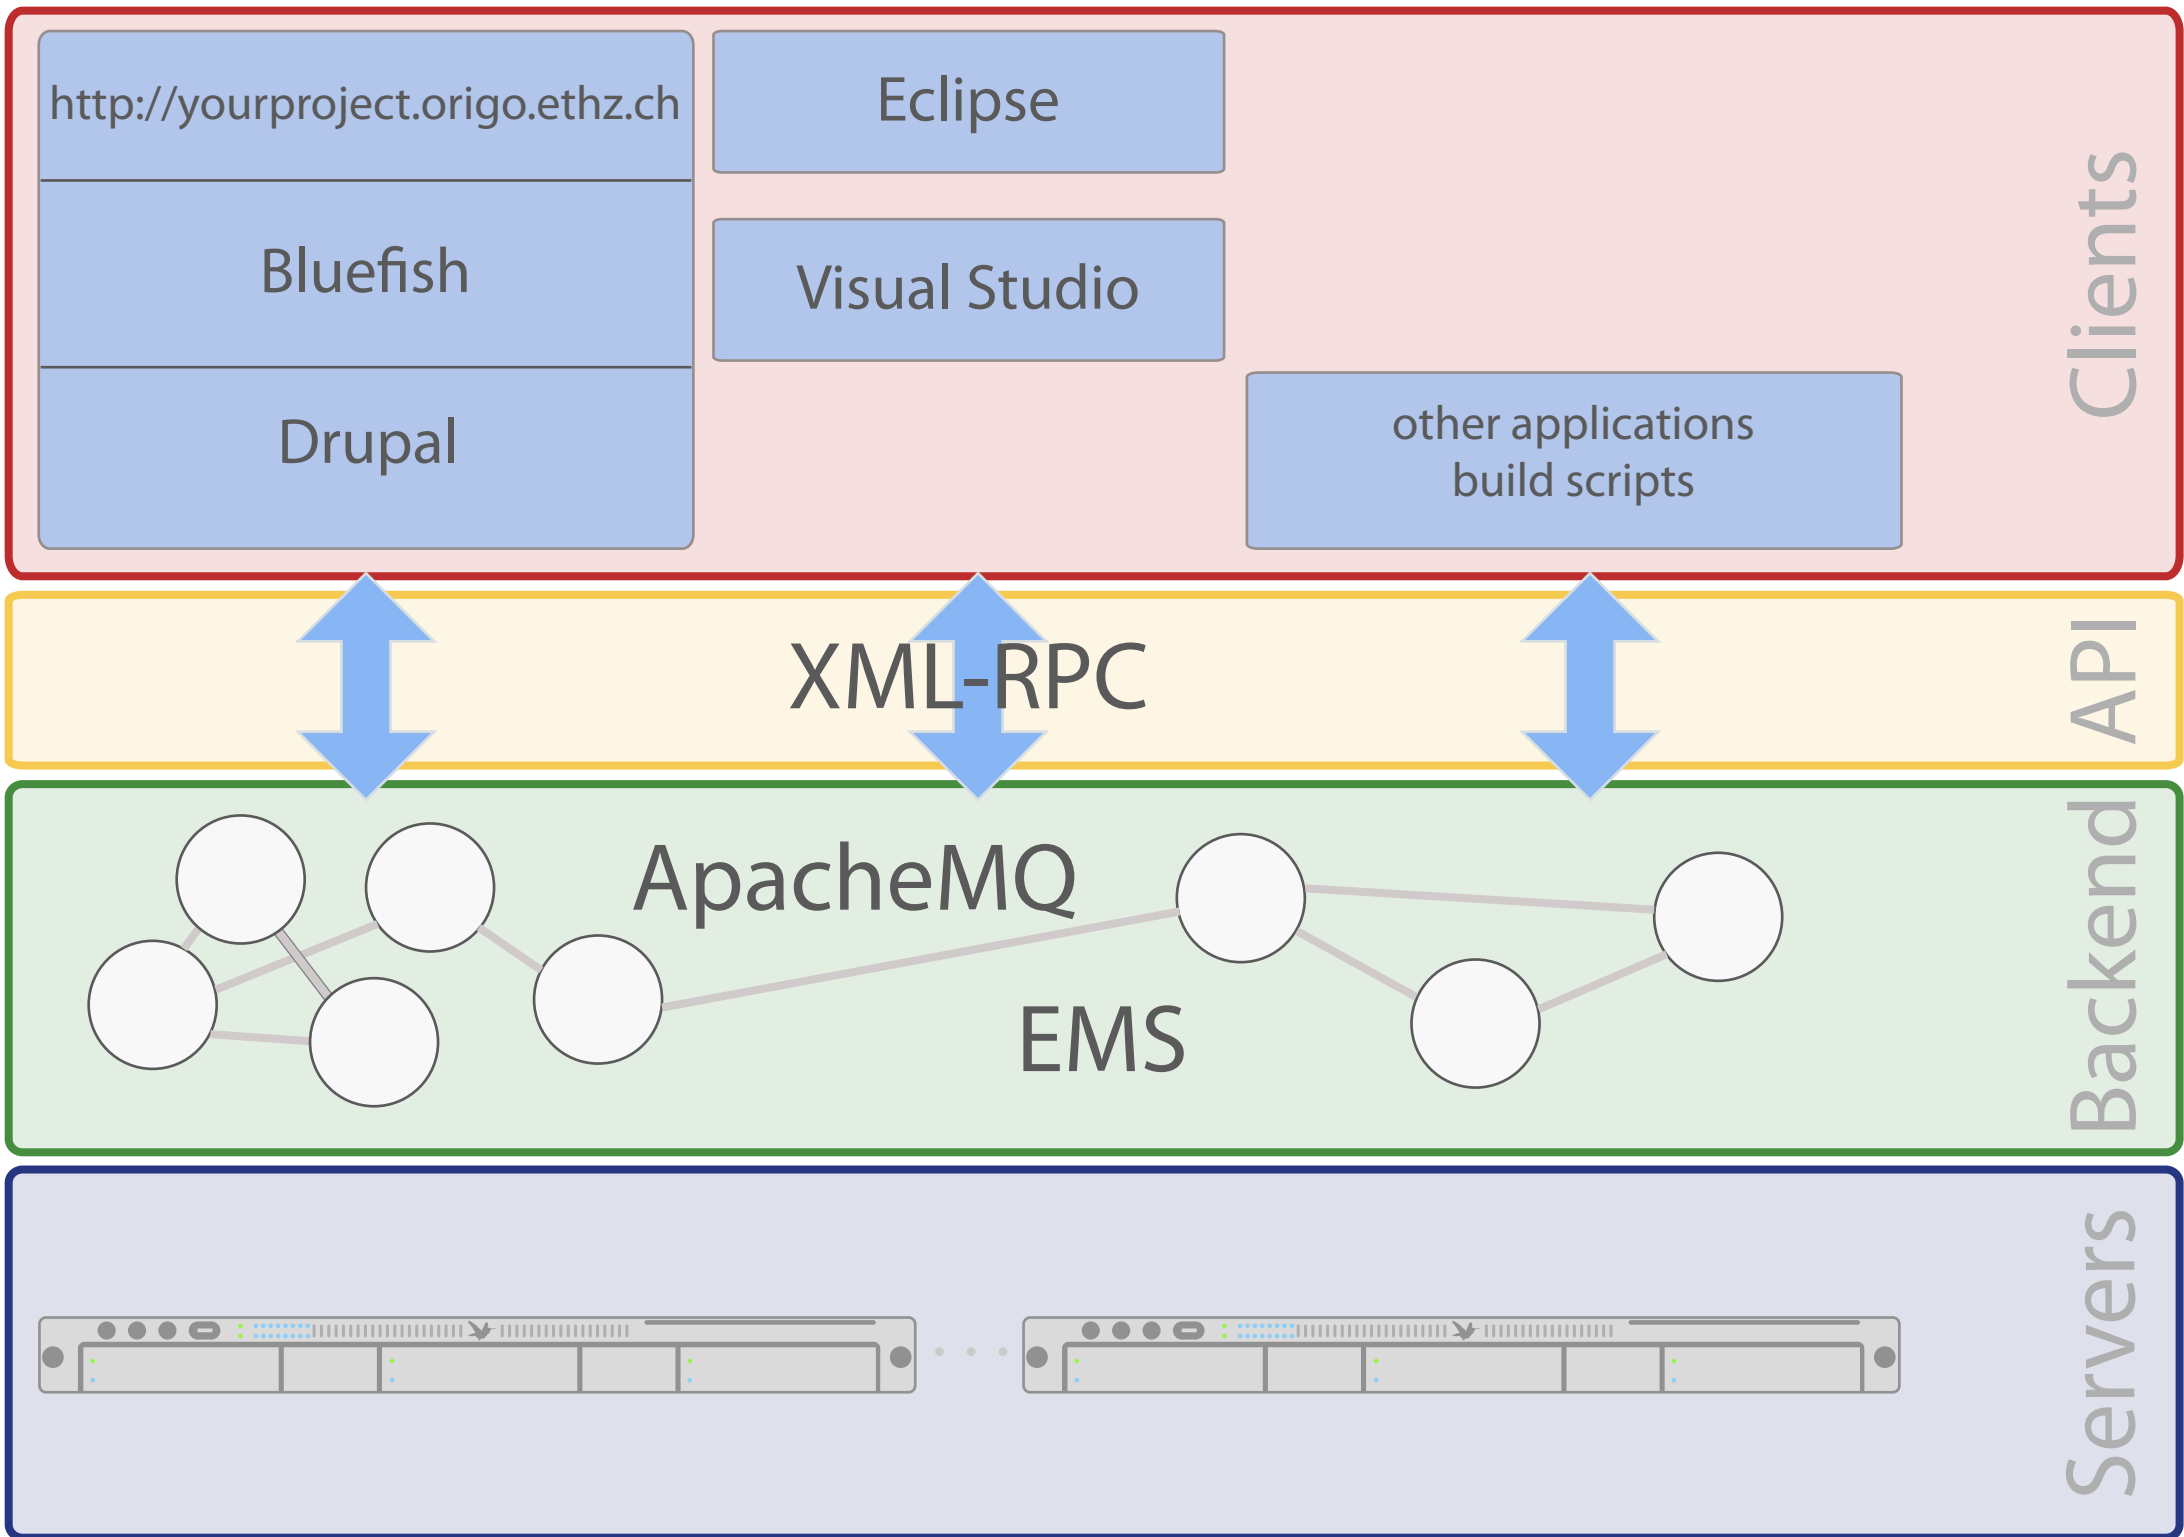 http://yourproject.origo.ethz.ch
Bluefish
Drupal
Eclipse
Visual Studio
other applications
build scripts
Clients
XML-RPC
API
ApacheMQ
EMS
Backend
Servers